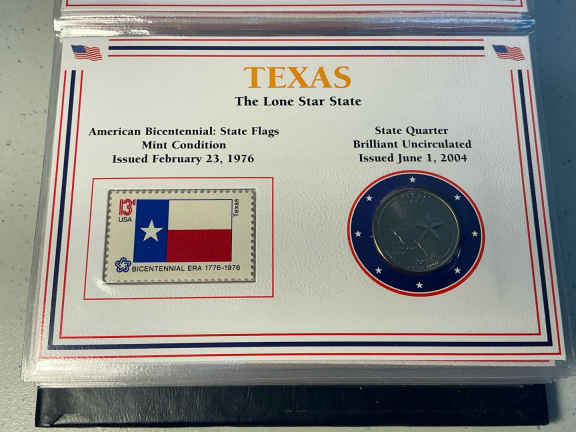 TEXAS
The Lone Star State
American Bicentennial: State Flags
Mint Condition
Issued February 23, 1976
State Quarter
Brilliant Uncirculated
Issued June 1, 2004
13¢
USA
Texas
BICENTENNIAL ERA 1776-1976